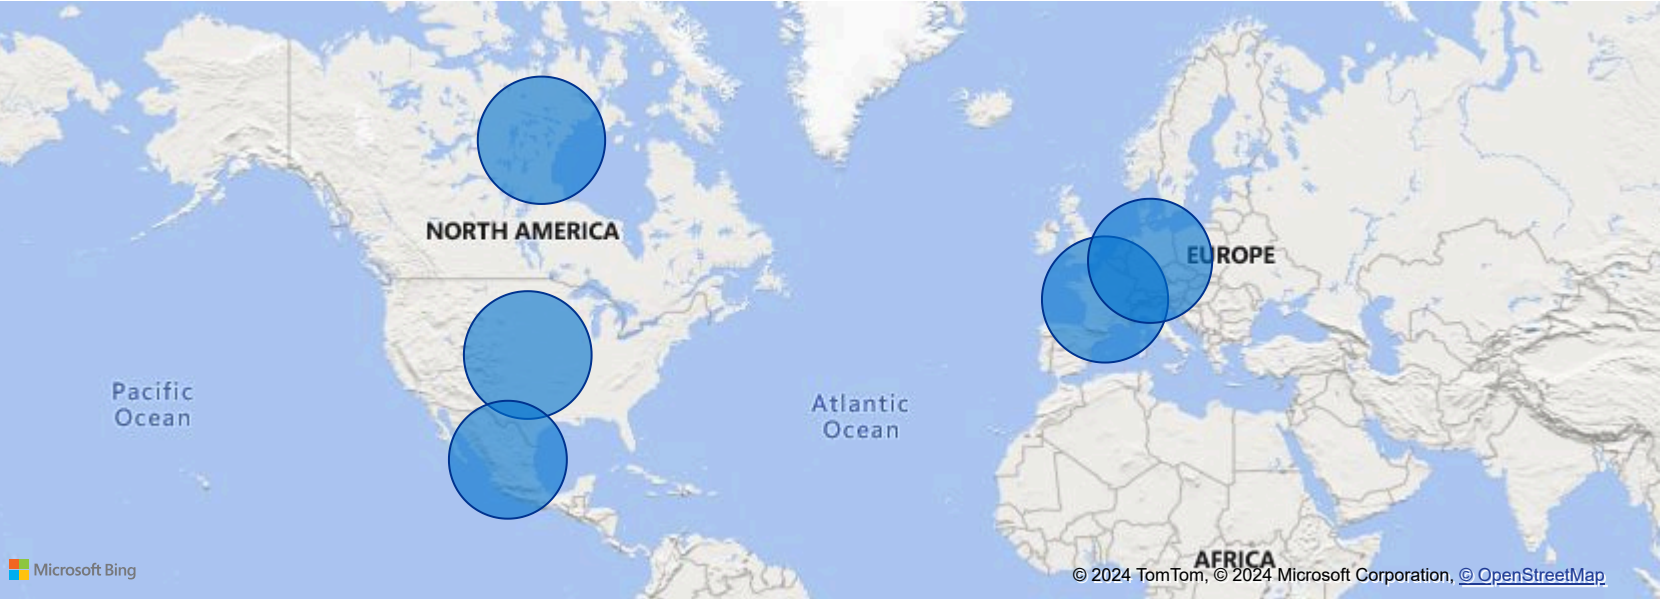 NORTH AMERICA
EUROPE
Pacific
Ocean
Atlantic
Ocean
AFRICA
Microsoft Bing
© 2024 TomTom, © 2024 Microsoft Corporation, © OpenStreetMap